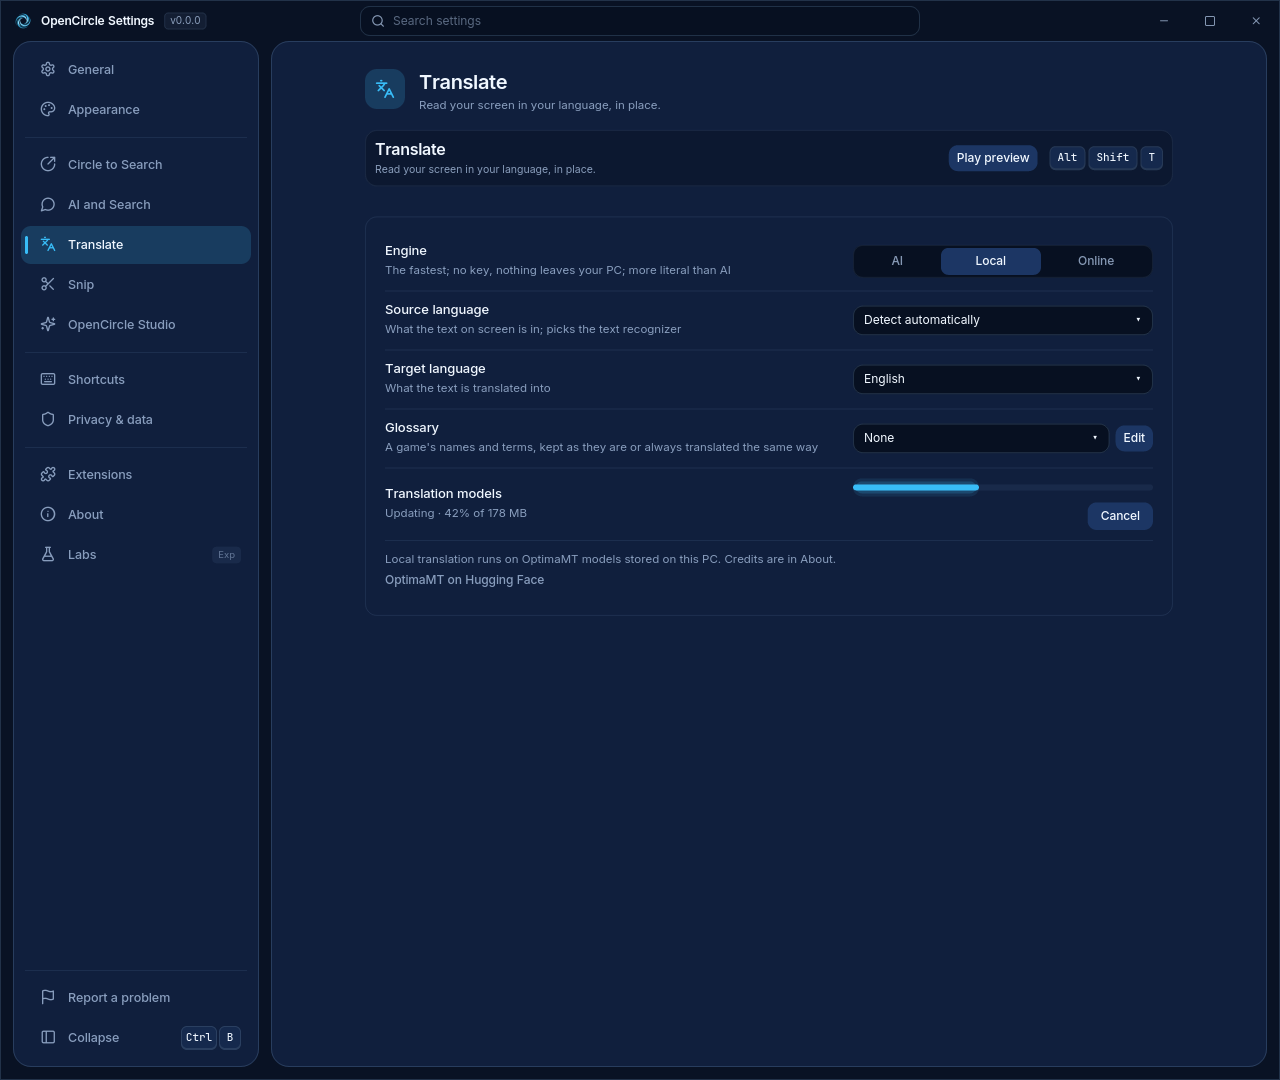 OpenCircle Settings v0.0.0
Search settings
General
Appearance
Circle to Search
AI and Search
Translate
Snip
OpenCircle Studio
Shortcuts
Privacy & data
Extensions
About
Labs Exp
Report a problem
Collapse Ctrl B
Translate
Read your screen in your language, in place.
Translate
Read your screen in your language, in place.
Play preview Alt Shift T
Engine
The fastest; no key, nothing leaves your PC; more literal than AI
AI Local Online
Source language
What the text on screen is in; picks the text recognizer
Detect automatically
Target language
What the text is translated into
English
Glossary
A game's names and terms, kept as they are or always translated the same way
None Edit
Translation models
Updating · 42% of 178 MB
Cancel
Local translation runs on OptimaMT models stored on this PC. Credits are in About.
OptimaMT on Hugging Face